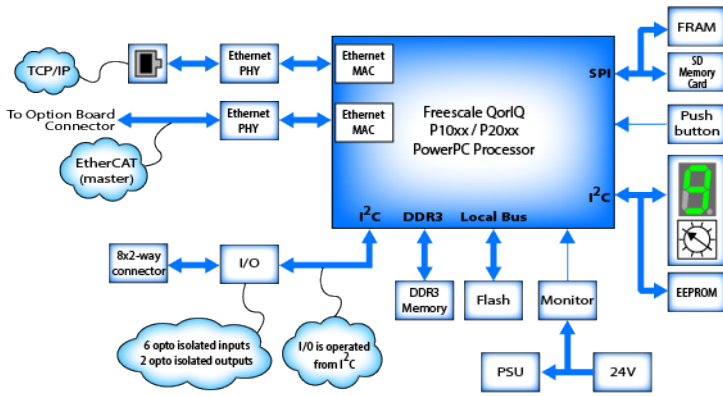 TCP/IP
Ethernet
PHY
Ethernet
MAC
To Option Board
Connector
Ethernet
PHY
Ethernet
MAC
EtherCAT
(master)
Freescale QorIQ
P10xx / P20xx
PowerPC Processor
SPI
FRAM
SD
Memory
Card
Push
button
I²C
9
EEPROM
I²C
DDR3
Local Bus
8x2-way
connector
I/O
DDR3
Memory
Flash
Monitor
6 opto isolated inputs
2 opto isolated outputs
I/O is operated
from I²C
PSU
24V